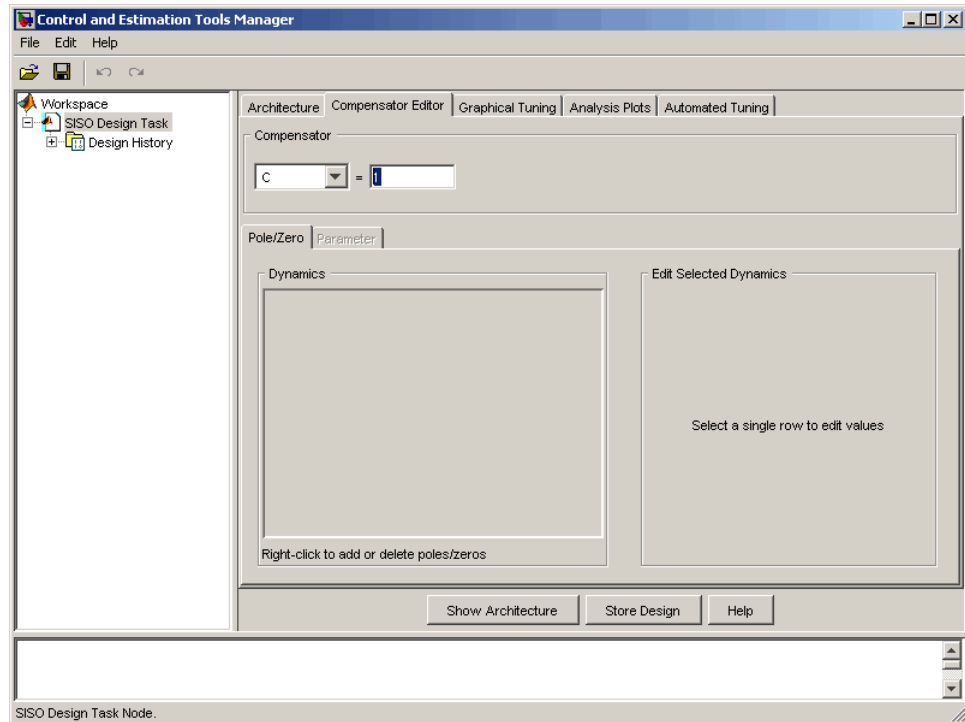 Control and Estimation Tools Manager
File Edit Help
Workspace
SISO Design Task
Design History
Architecture Compensator Editor Graphical Tuning Analysis Plots Automated Tuning
Compensator
C = 1
Pole/Zero Parameter
Dynamics
Edit Selected Dynamics
Select a single row to edit values
Right-click to add or delete poles/zeros
Show Architecture Store Design Help
SISO Design Task Node.